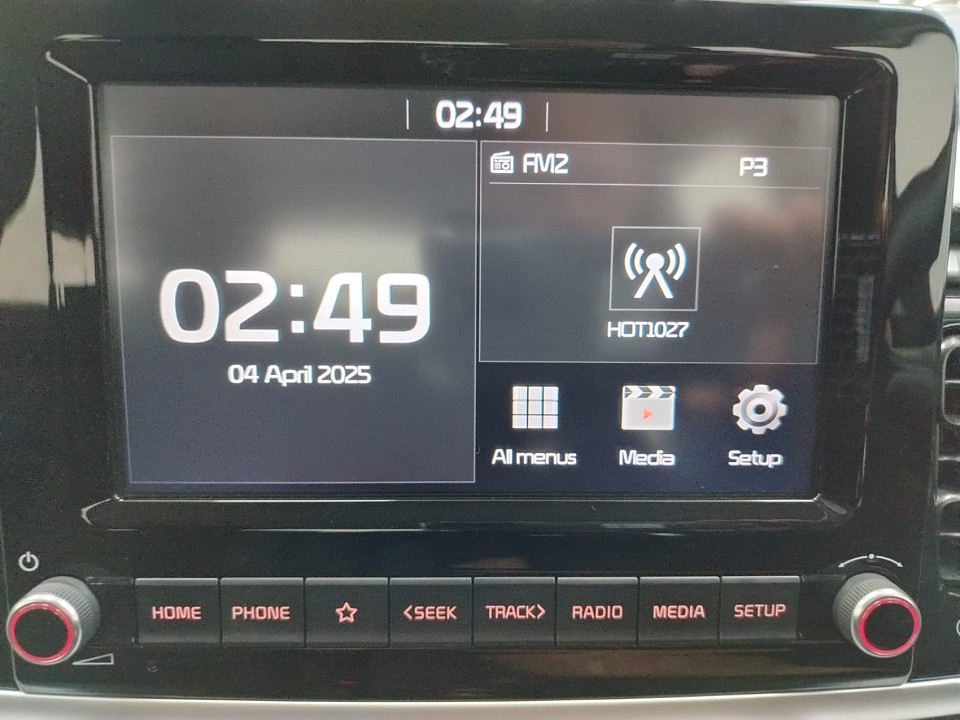 02:49
FM2 P3
HOT1027
02:49
04 April 2025
All menus Media Setup
HOME PHONE <SEEK TRACK> RADIO MEDIA SETUP